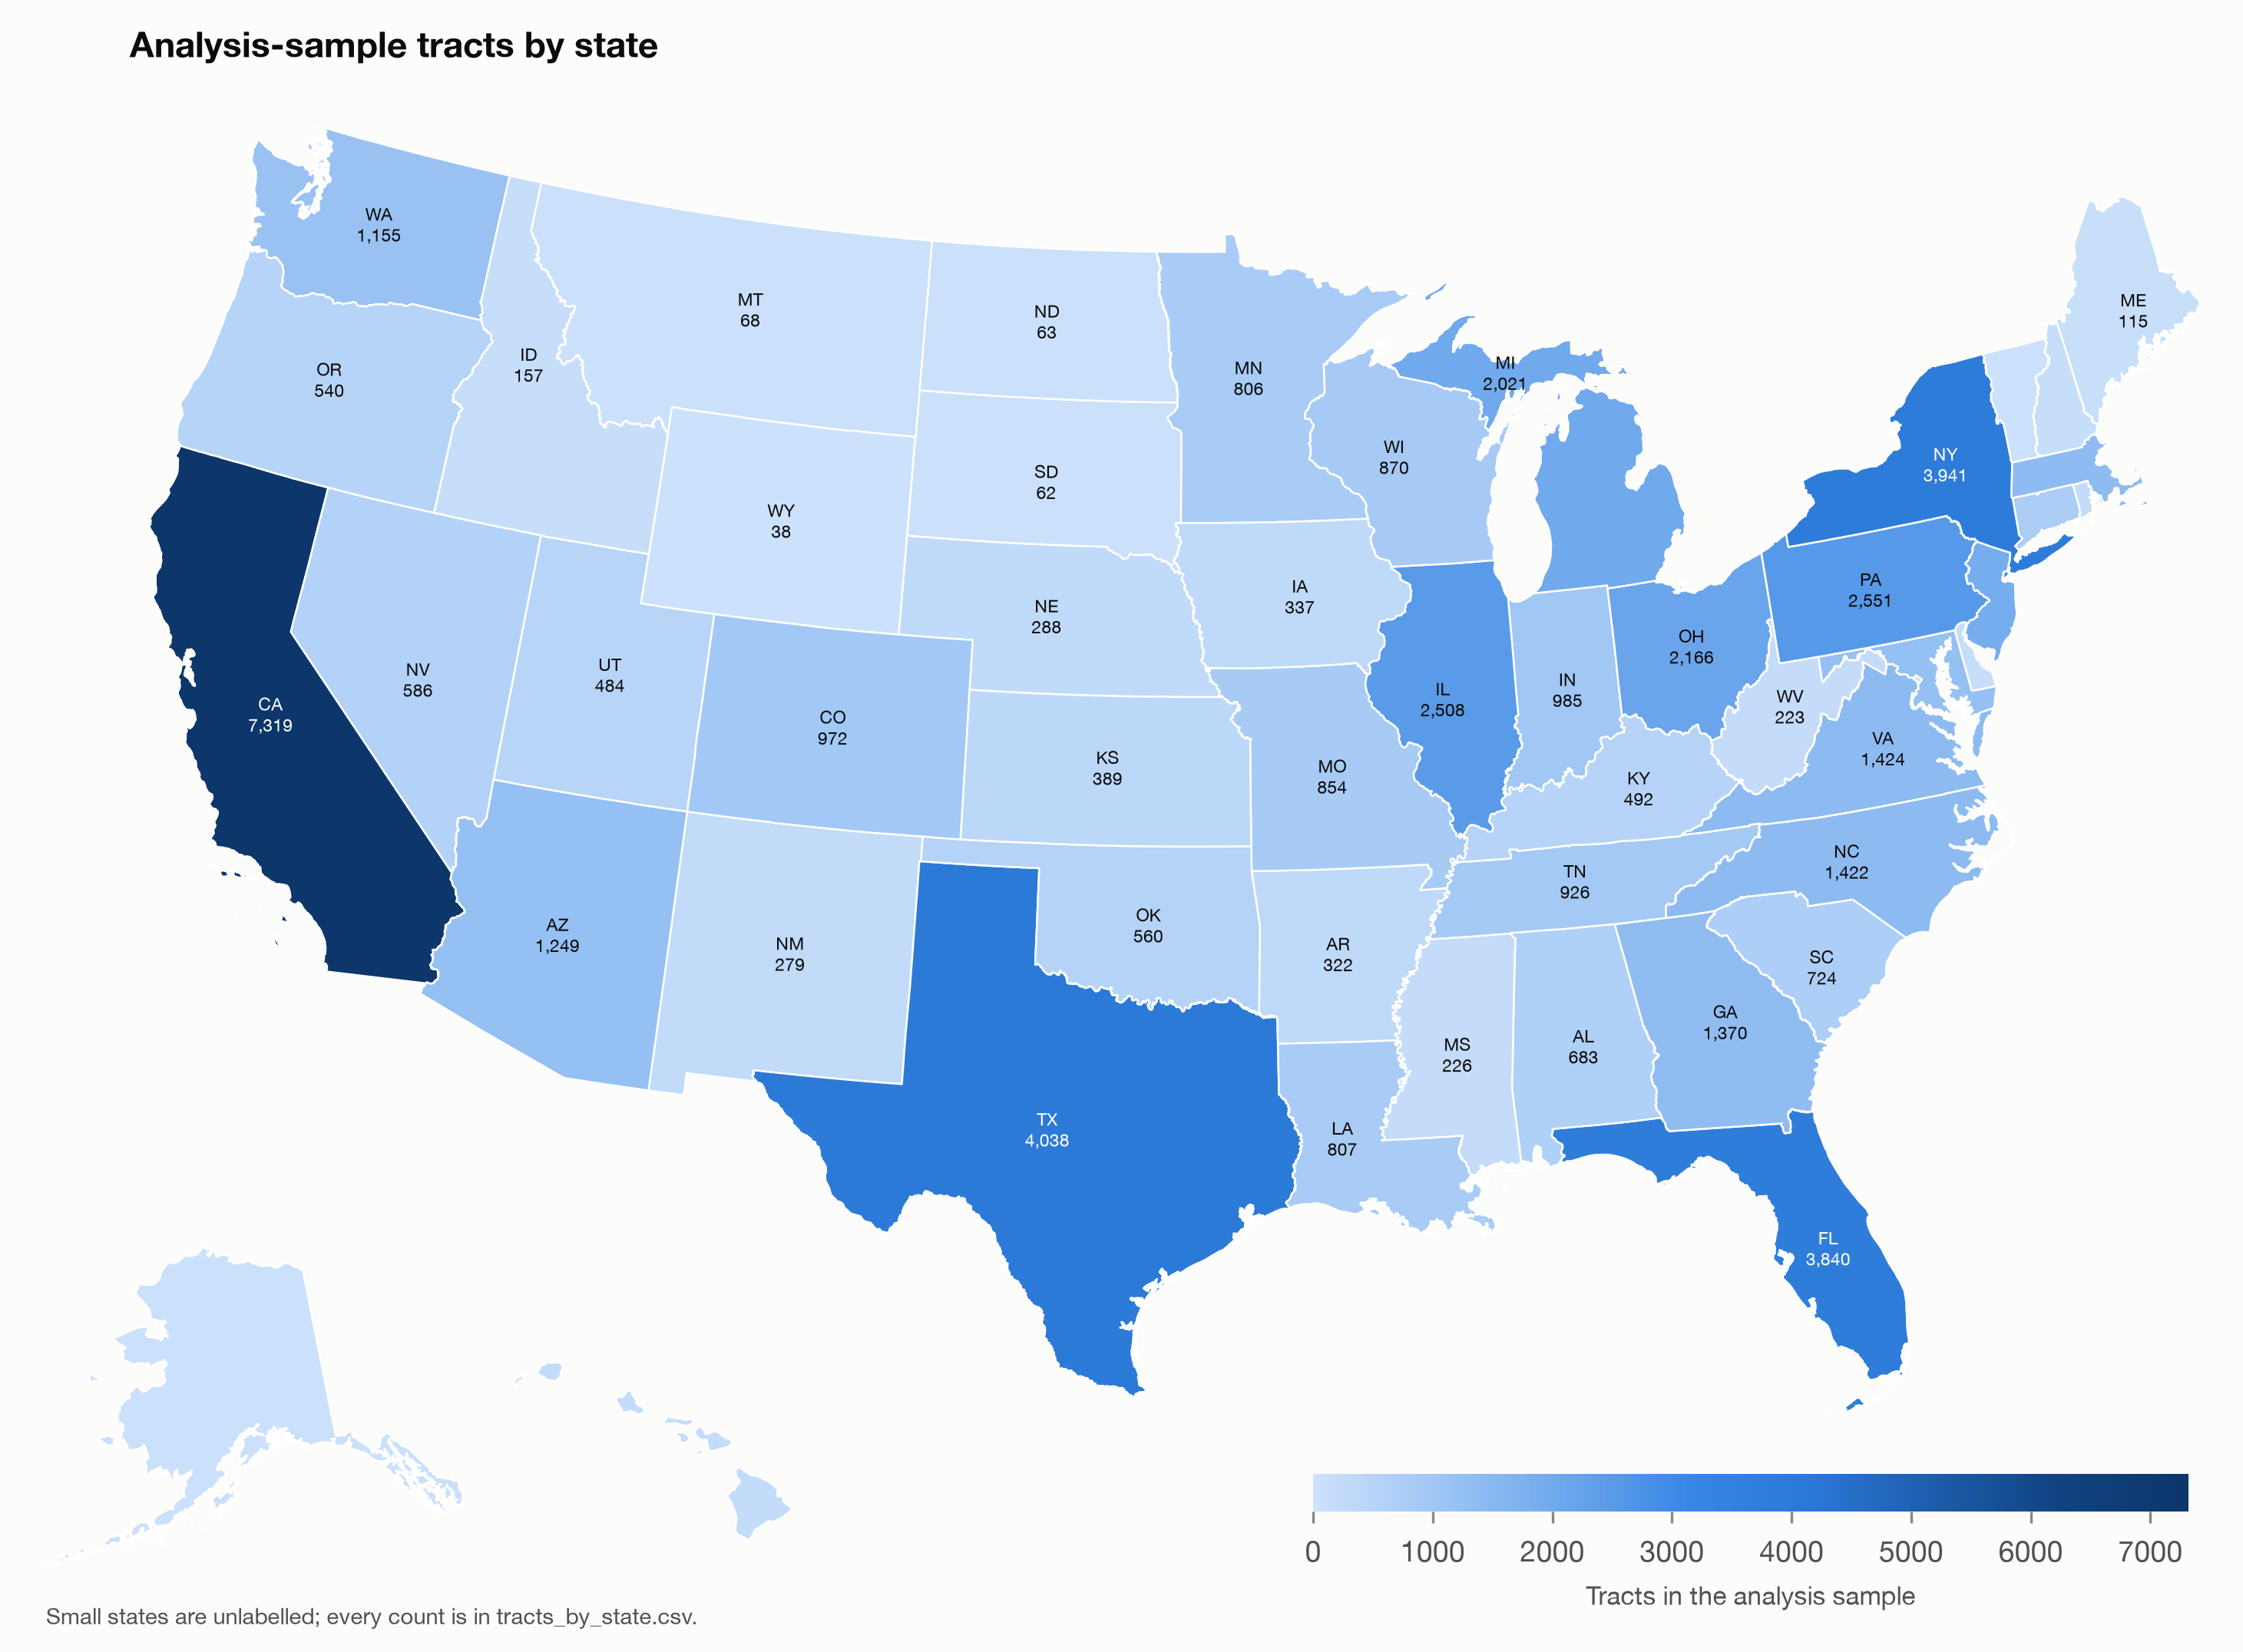 Analysis-sample tracts by state
WA
1,155
OR
540
ID
157
MT
68
ND
63
MN
806
MI
2,021
ME
115
WI
870
NY
3,941
SD
62
WY
38
IA
337
NE
288
PA
2,551
OH
2,166
IN
985
IL
2,508
WV
223
VA
1,424
NV
586
UT
484
CA
7,319
CO
972
KS
389
MO
854
KY
492
NC
1,422
TN
926
AZ
1,249
NM
279
OK
560
AR
322
SC
724
GA
1,370
MS
226
AL
683
TX
4,038
LA
807
FL
3,840
0 1000 2000 3000 4000 5000 6000 7000
Tracts in the analysis sample
Small states are unlabelled; every count is in tracts_by_state.csv.